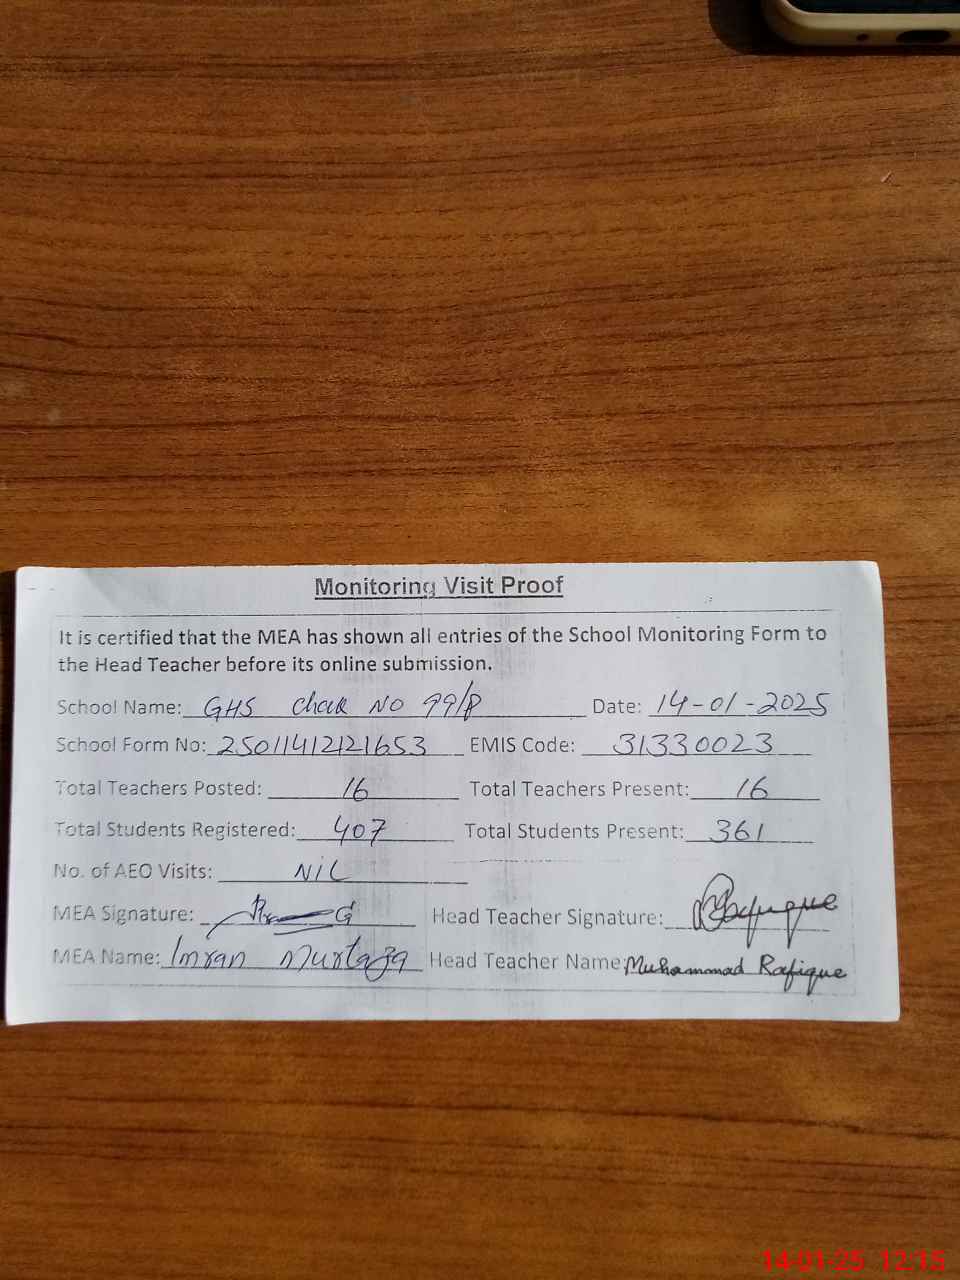 Monitoring Visit Proof
It is certified that the MEA has shown all entries of the School Monitoring Form to
the Head Teacher before its online submission.
School Name: GHS Chak NO 99/P Date: 14-01-2025
School Form No: 25011412121653 EMIS Code: 31330023
Total Teachers Posted: 16 Total Teachers Present: 16
Total Students Registered: 407 Total Students Present: 361
No. of AEO Visits: NIL
MEA Signature: Head Teacher Signature: Rafique
MEA Name: Imran Murtaza Head Teacher Name: Muhammad Rafique
14-01-25 12:15